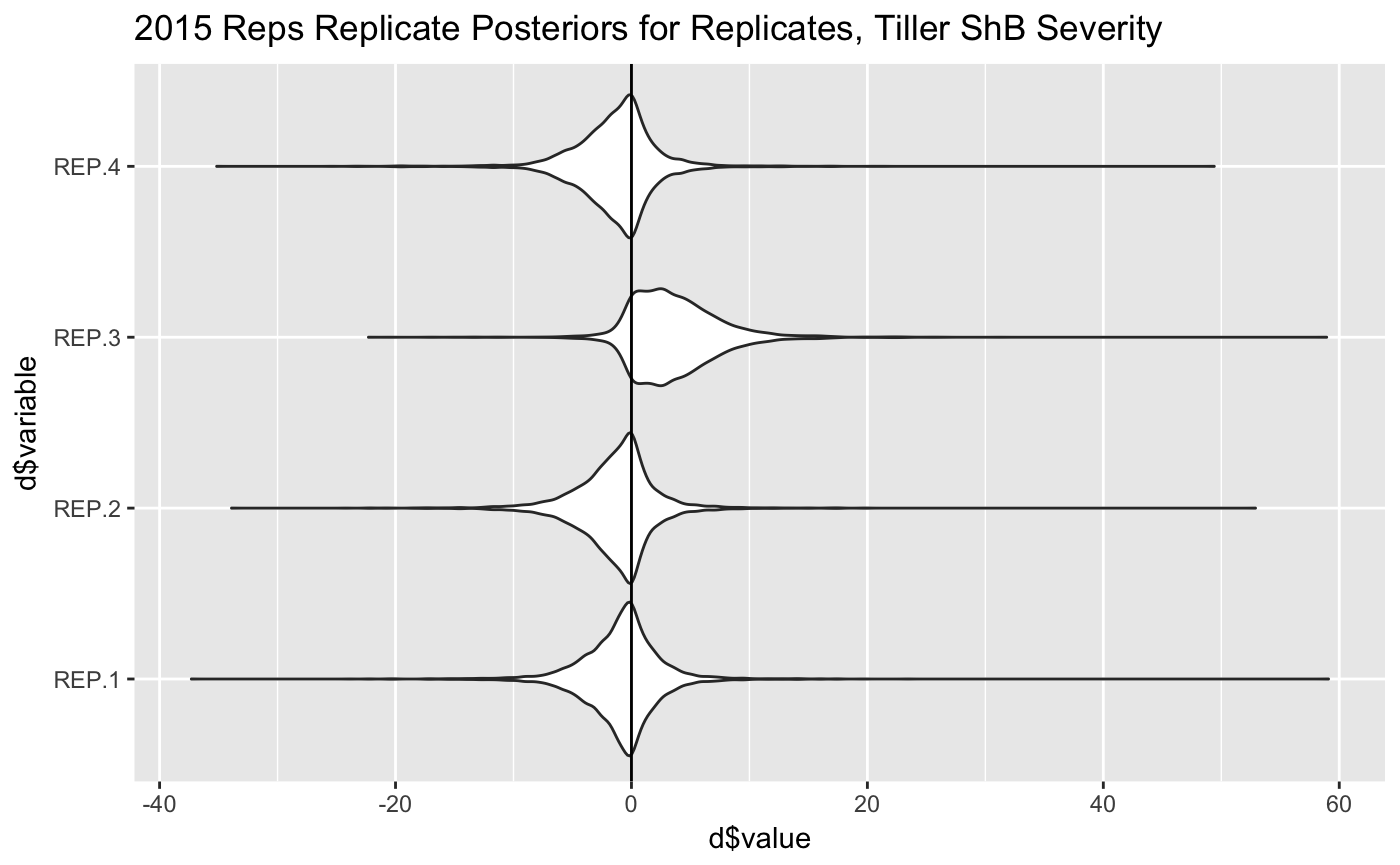 2015 Reps Replicate Posteriors for Replicates, Tiller ShB Severity
d$variable
REP.4
REP.3
REP.2
REP.1
-40 -20 0 20 40 60
d$value